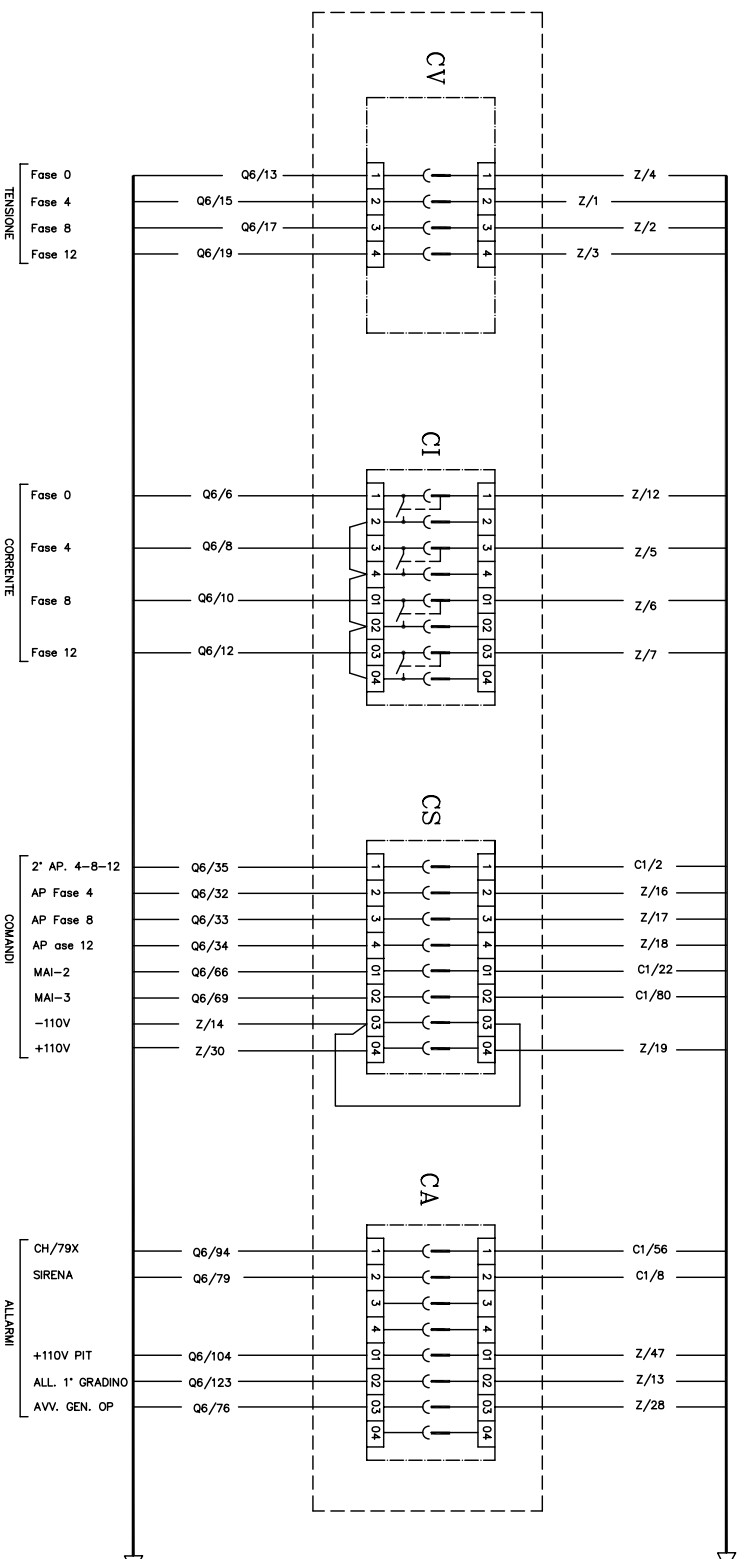 CV
TENSIONE
Fase 0 Q6/13 1 1 Z/4
Fase 4 Q6/15 2 2 Z/1
Fase 8 Q6/17 3 3 Z/2
Fase 12 Q6/19 4 4 Z/3
CI
CORRENTE
Fase 0 Q6/6 1 1 Z/12
2 2
Fase 4 Q6/8 3 3 Z/5
4 4
Fase 8 Q6/10 01 01 Z/6
02 02
Fase 12 Q6/12 03 03 Z/7
04 04
CS
COMANDI
2° AP. 4-8-12 Q6/35 1 1 C1/2
AP Fase 4 Q6/32 2 2 Z/16
AP Fase 8 Q6/33 3 3 Z/17
AP ase 12 Q6/34 4 4 Z/18
MAI-2 Q6/66 01 01 C1/22
MAI-3 Q6/69 02 02 C1/80
-110V Z/14 03 03
+110V Z/30 04 04 Z/19
CA
ALLARMI
CH/79X Q6/94 1 1 C1/56
SIRENA Q6/79 2 2 C1/8
3 3
4 4
+110V PIT Q6/104 01 01 Z/47
ALL. 1° GRADINO Q6/123 02 02 Z/13
AVV. GEN. OP Q6/76 03 03 Z/28
04 04